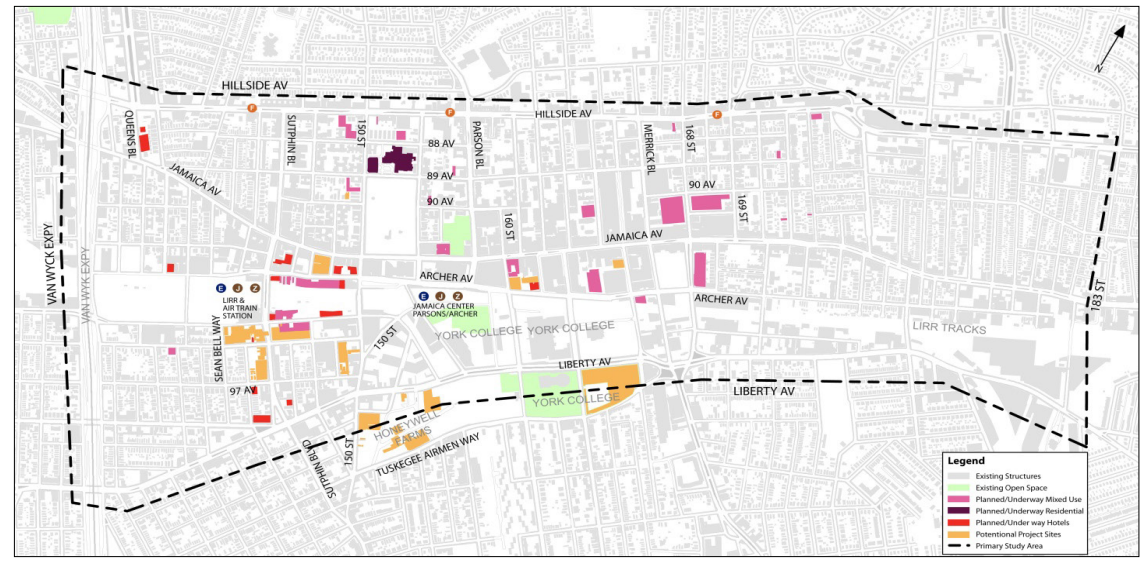 HILLSIDE AV
F
F
HILLSIDE AV
F
N
QUEENS BL
SUTPHIN BL
150 ST
88 AV
PARSON BL
MERRICK BL
168 ST
JAMAICA AV
89 AV
90 AV
90 AV
169 ST
160 ST
JAMAICA AV
VAN WYCK EXPY
VAN WYK EXPY
ARCHER AV
E J Z
LIRR &
AIR TRAIN
STATION
E J Z
JAMAICA CENTER
PARSONS/ARCHER
ARCHER AV
183 ST
LIRR TRACKS
YORK COLLEGE
YORK COLLEGE
150 ST
SEAN BELL WAY
LIBERTY AV
97 AV
LIBERTY AV
YORK COLLEGE
HONEYWELL
FARMS
SUTPHIN BLVD
150 ST
TUSKEGEE AIRMEN WAY
Legend
Existing Structures
Existing Open Space
Planned/Underway Mixed Use
Planned/Underway Residential
Planned/Under way Hotels
Potentional Project Sites
Primary Study Area